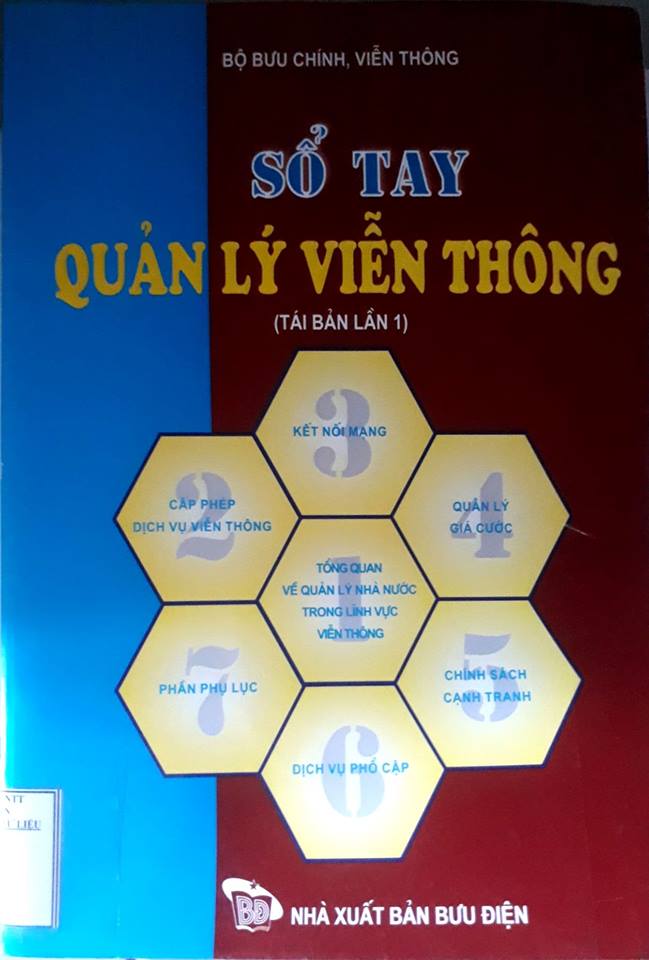 BỘ BƯU CHÍNH, VIỄN THÔNG
SỔ TAY
QUẢN LÝ VIỄN THÔNG
(TÁI BẢN LẦN 1)
3
KẾT NỐI MẠNG
2
CẤP PHÉP
DỊCH VỤ VIỄN THÔNG
4
QUẢN LÝ
GIÁ CƯỚC
1
TỔNG QUAN
VỀ QUẢN LÝ NHÀ NƯỚC
TRONG LĨNH VỰC
VIỄN THÔNG
7
PHẦN PHỤ LỤC
5
CHÍNH SÁCH
CẠNH TRANH
6
DỊCH VỤ PHỔ CẬP
LIỆU
BĐ
NHÀ XUẤT BẢN BƯU ĐIỆN